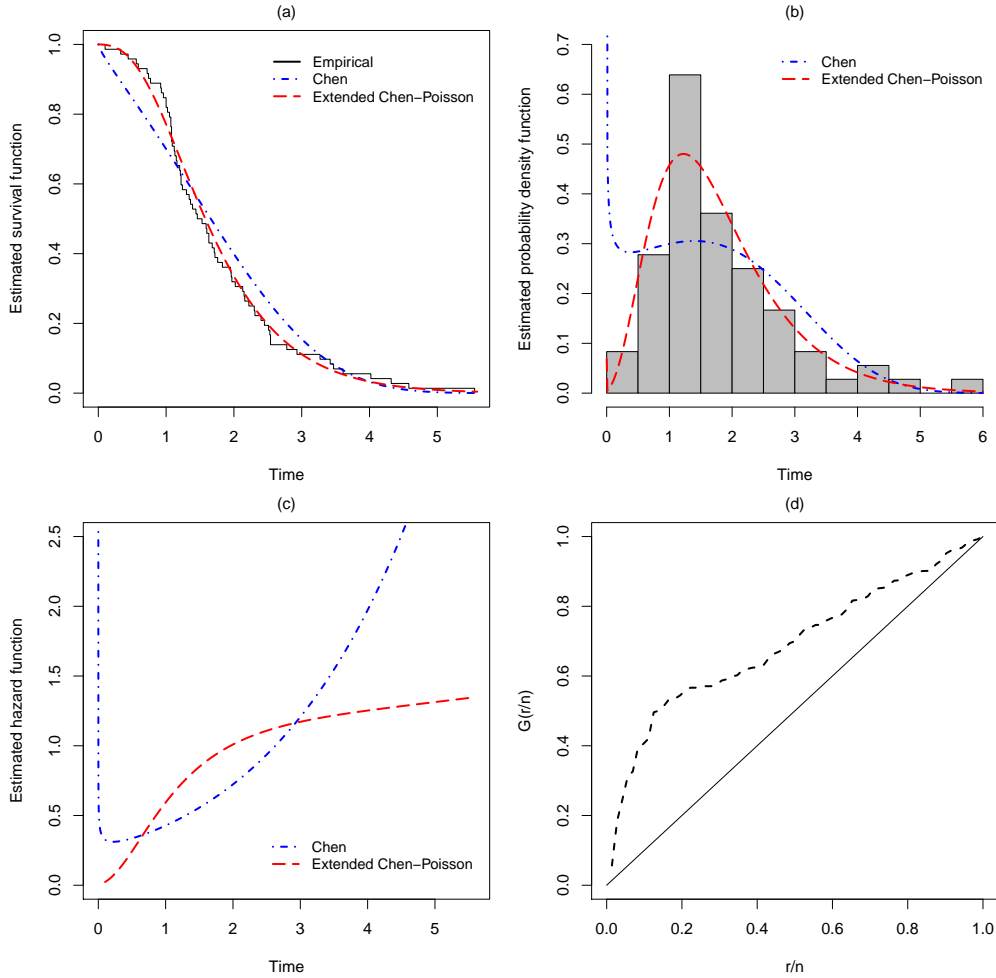 (a)
Estimated survival function
1.0
0.8
0.6
0.4
0.2
0.0
Empirical
Chen
Extended Chen−Poisson
0 1 2 3 4 5
Time
(b)
Estimated probability density function
0.7
0.6
0.5
0.4
0.3
0.2
0.1
0.0
Chen
Extended Chen−Poisson
0 1 2 3 4 5 6
Time
(c)
Estimated hazard function
2.5
2.0
1.5
1.0
0.5
0.0
Chen
Extended Chen−Poisson
0 1 2 3 4 5
Time
(d)
G(r/n)
1.0
0.8
0.6
0.4
0.2
0.0
0.0 0.2 0.4 0.6 0.8 1.0
r/n